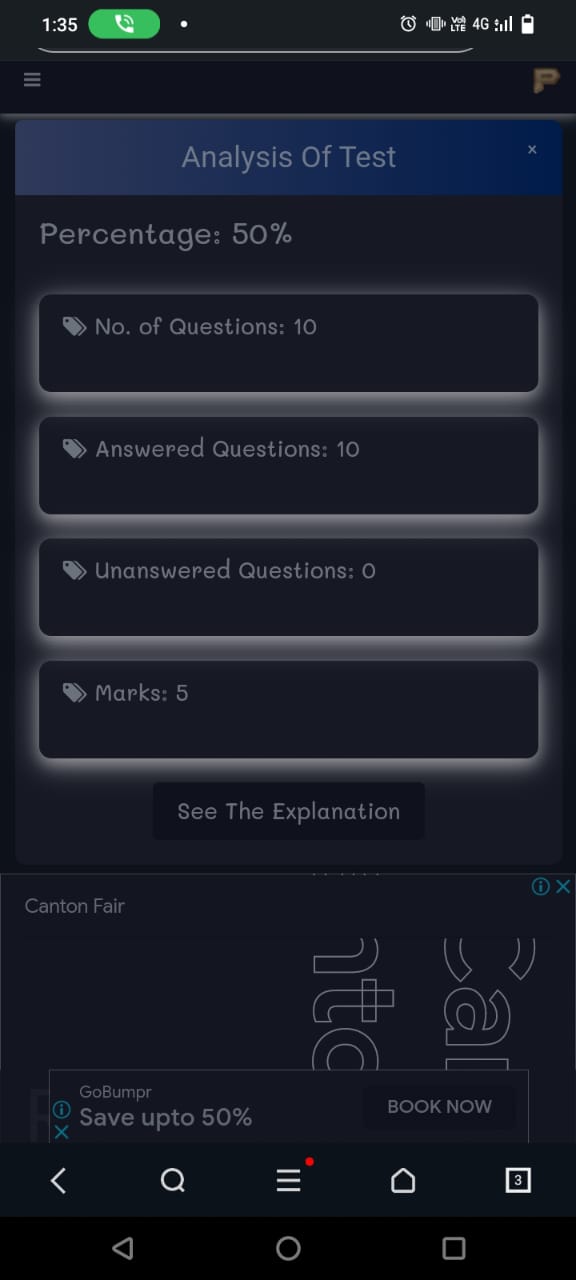 1:35
Vo)
LTE
4G
Analysis Of Test
×
Percentage: 50%
No. of Questions: 10
Answered Questions: 10
Unanswered Questions: 0
Marks: 5
See The Explanation
Canton Fair
GoBumpr
Save upto 50%
BOOK NOW
3